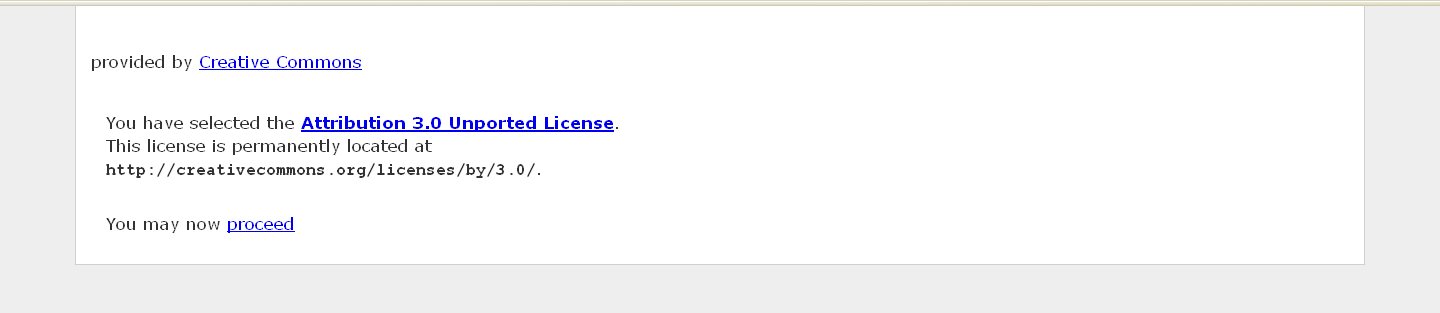 provided by Creative Commons
You have selected the Attribution 3.0 Unported License.
This license is permanently located at
http://creativecommons.org/licenses/by/3.0/.
You may now proceed